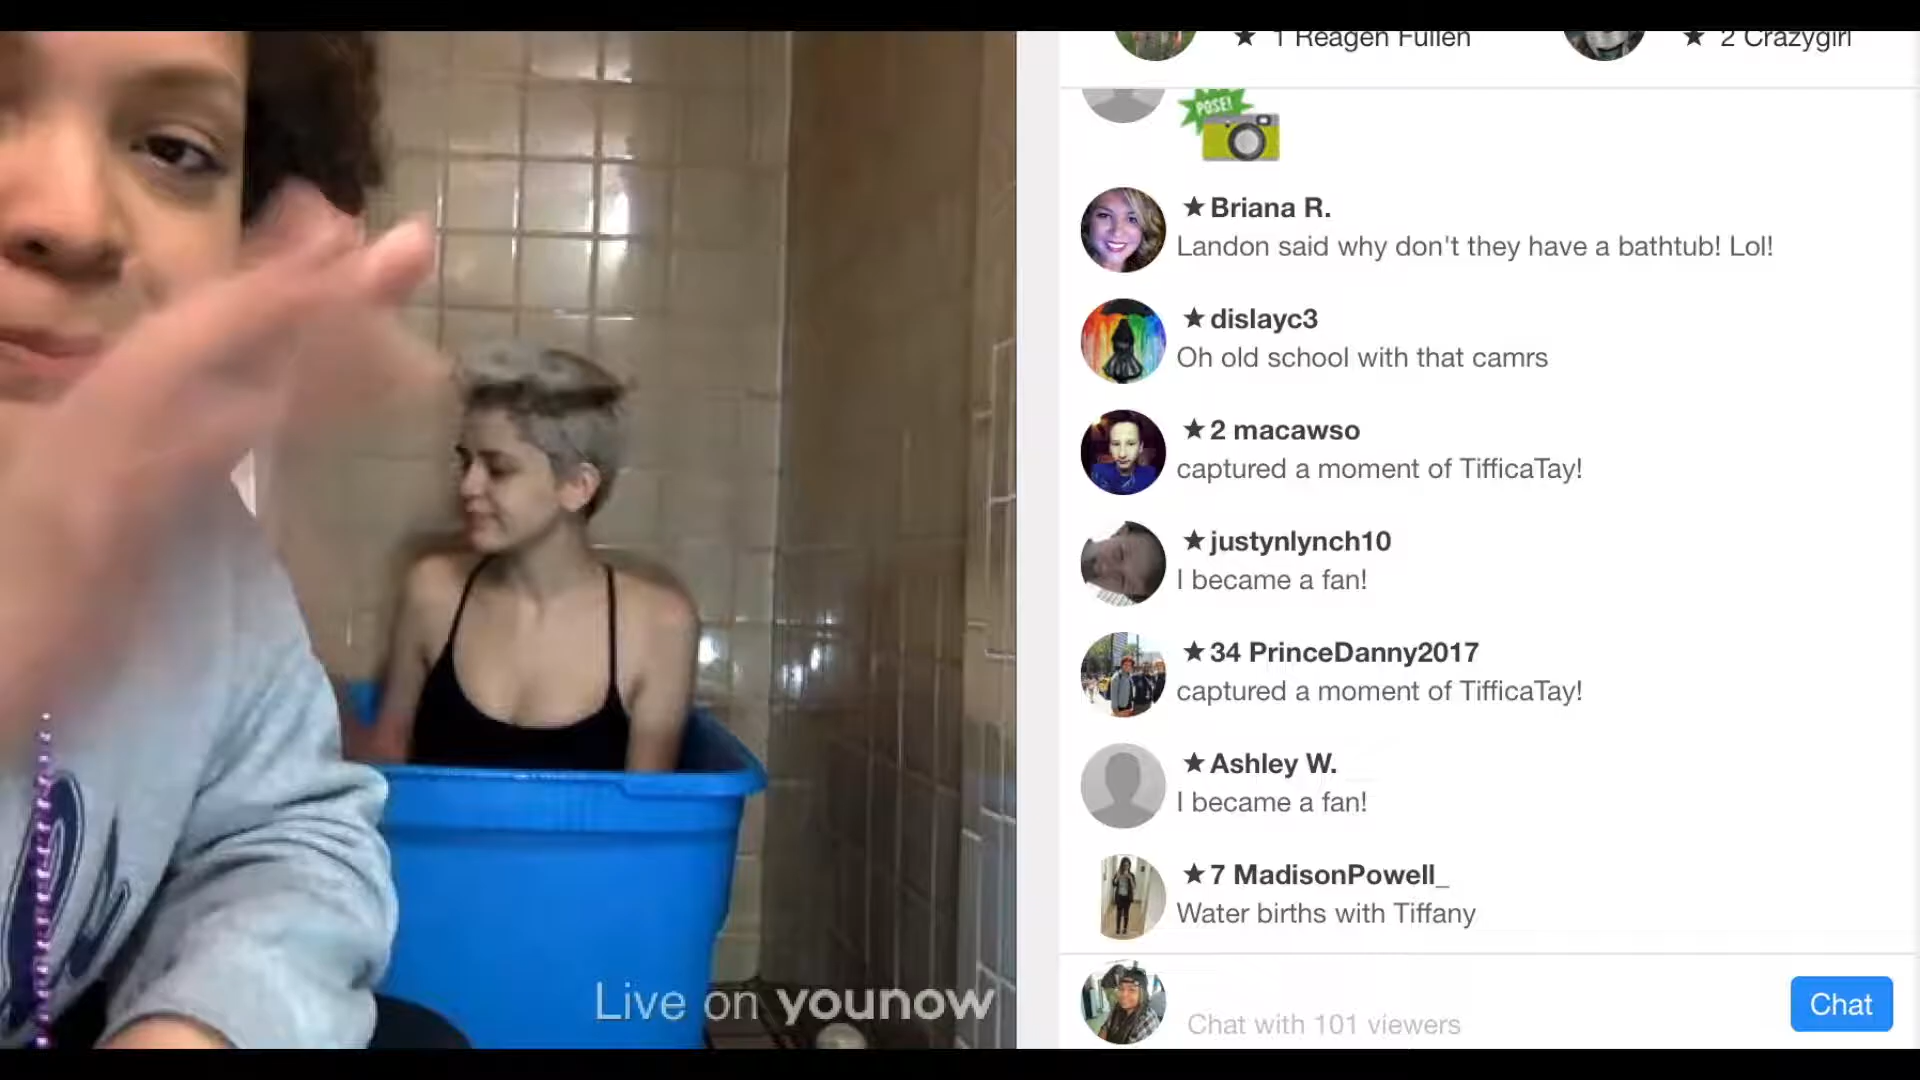 ★ 1 Reagen Fullen
★ 2 Crazygirl
POSE!
★ Briana R.
Landon said why don't they have a bathtub! Lol!
★ dislayc3
Oh old school with that camrs
★ 2 macawso
captured a moment of TifficaTay!
★ justynlynch10
I became a fan!
★ 34 PrinceDanny2017
captured a moment of TifficaTay!
★ Ashley W.
I became a fan!
★ 7 MadisonPowell_
Water births with Tiffany
Chat with 101 viewers
Chat
Live on younow